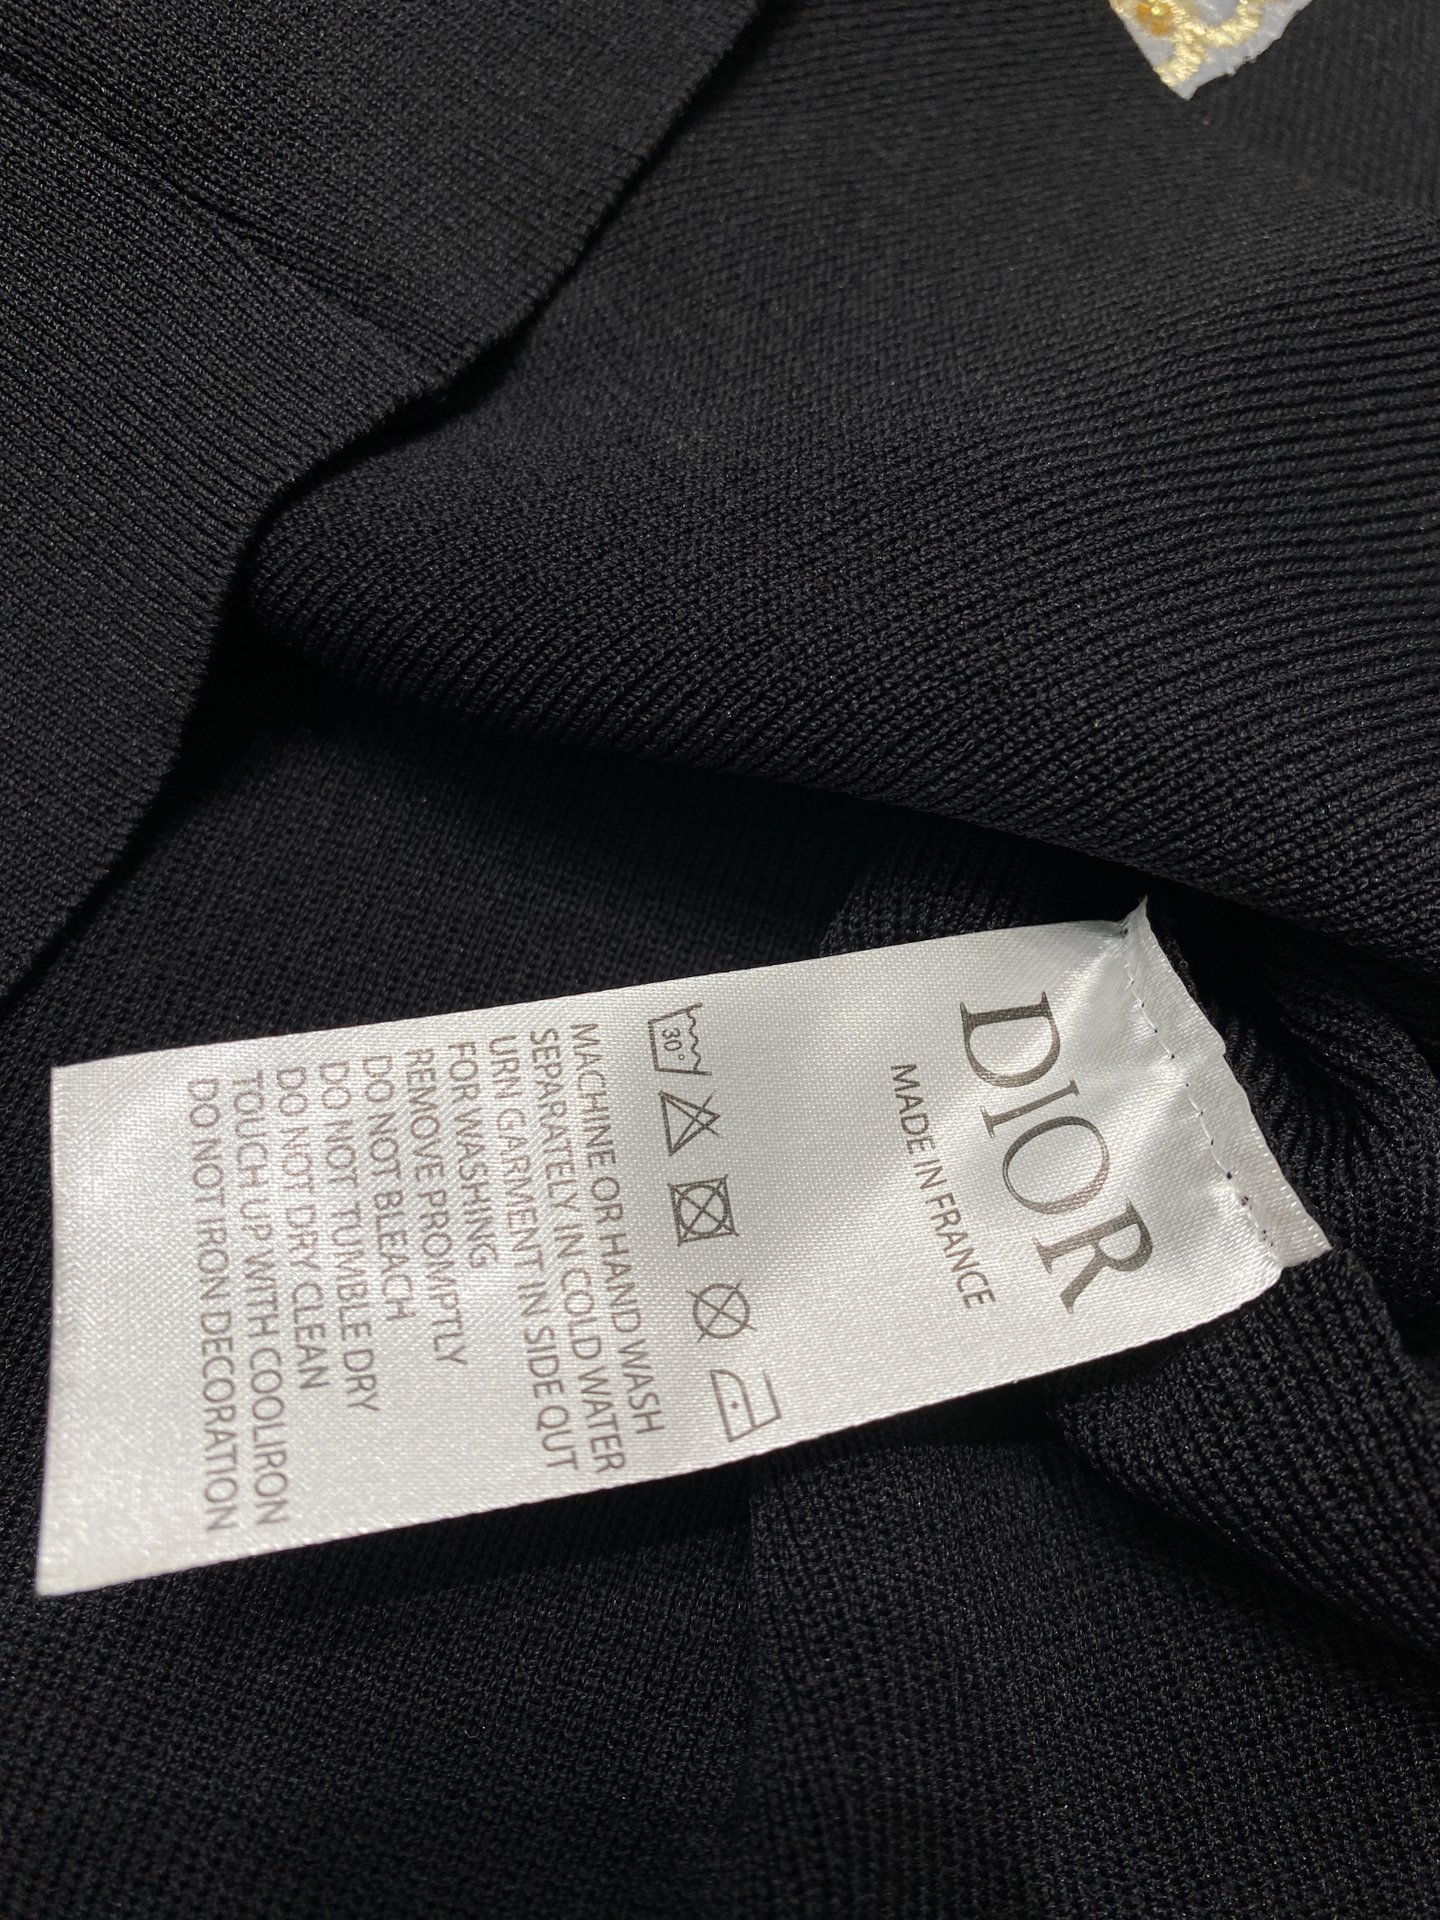 DIOR
MADE IN FRANCE
30°
MACHINE OR HAND WASH
SEPARATELY IN COLD WATER
URN GARMENT IN SIDE OUT
FOR WASHING
REMOVE PROMPTLY
DO NOT BLEACH
DO NOT TUMBLE DRY
DO NOT DRY CLEAN
TOUCH UP WITH COOLIRON
DO NOT IRON DECORATION